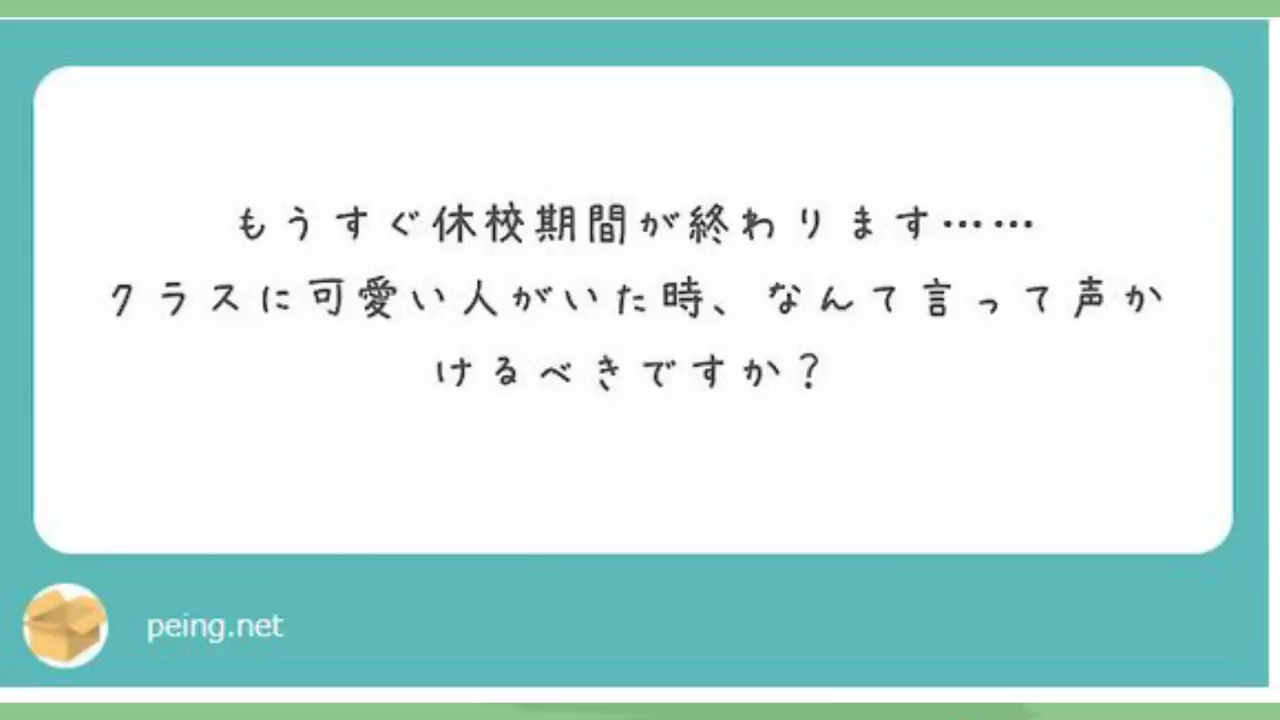 もうすぐ休校期間が終わります……
クラスに可愛い人がいた時、なんて言って声か
けるべきですか？
peing.net